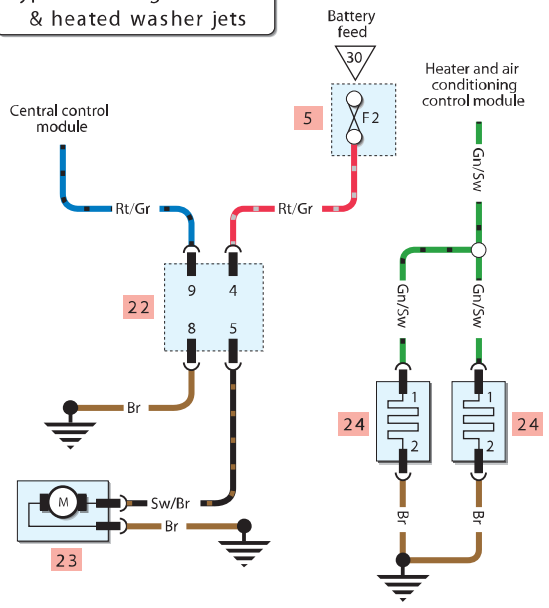 & heated washer jets
Battery
feed
30
Heater and air
conditioning
control module
5
F2
Central control
module
Gn/Sw
Rt/Gr
Rt/Gr
9
4
22
8
5
Gn/Sw
Gn/Sw
Br
1
1
24
24
2
2
M
Sw/Br
Br
23
Br
Br